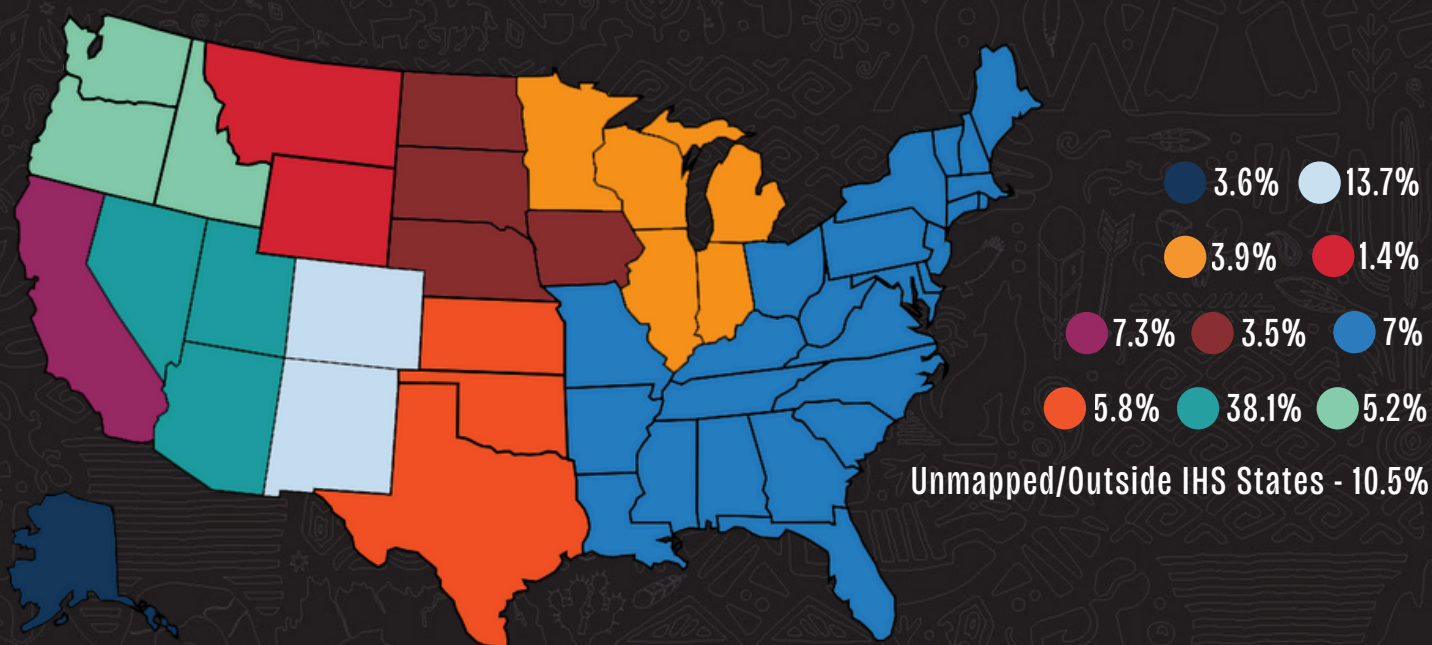 3.6% 13.7%
3.9% 1.4%
7.3% 3.5% 7%
5.8% 38.1% 5.2%
Unmapped/Outside IHS States - 10.5%